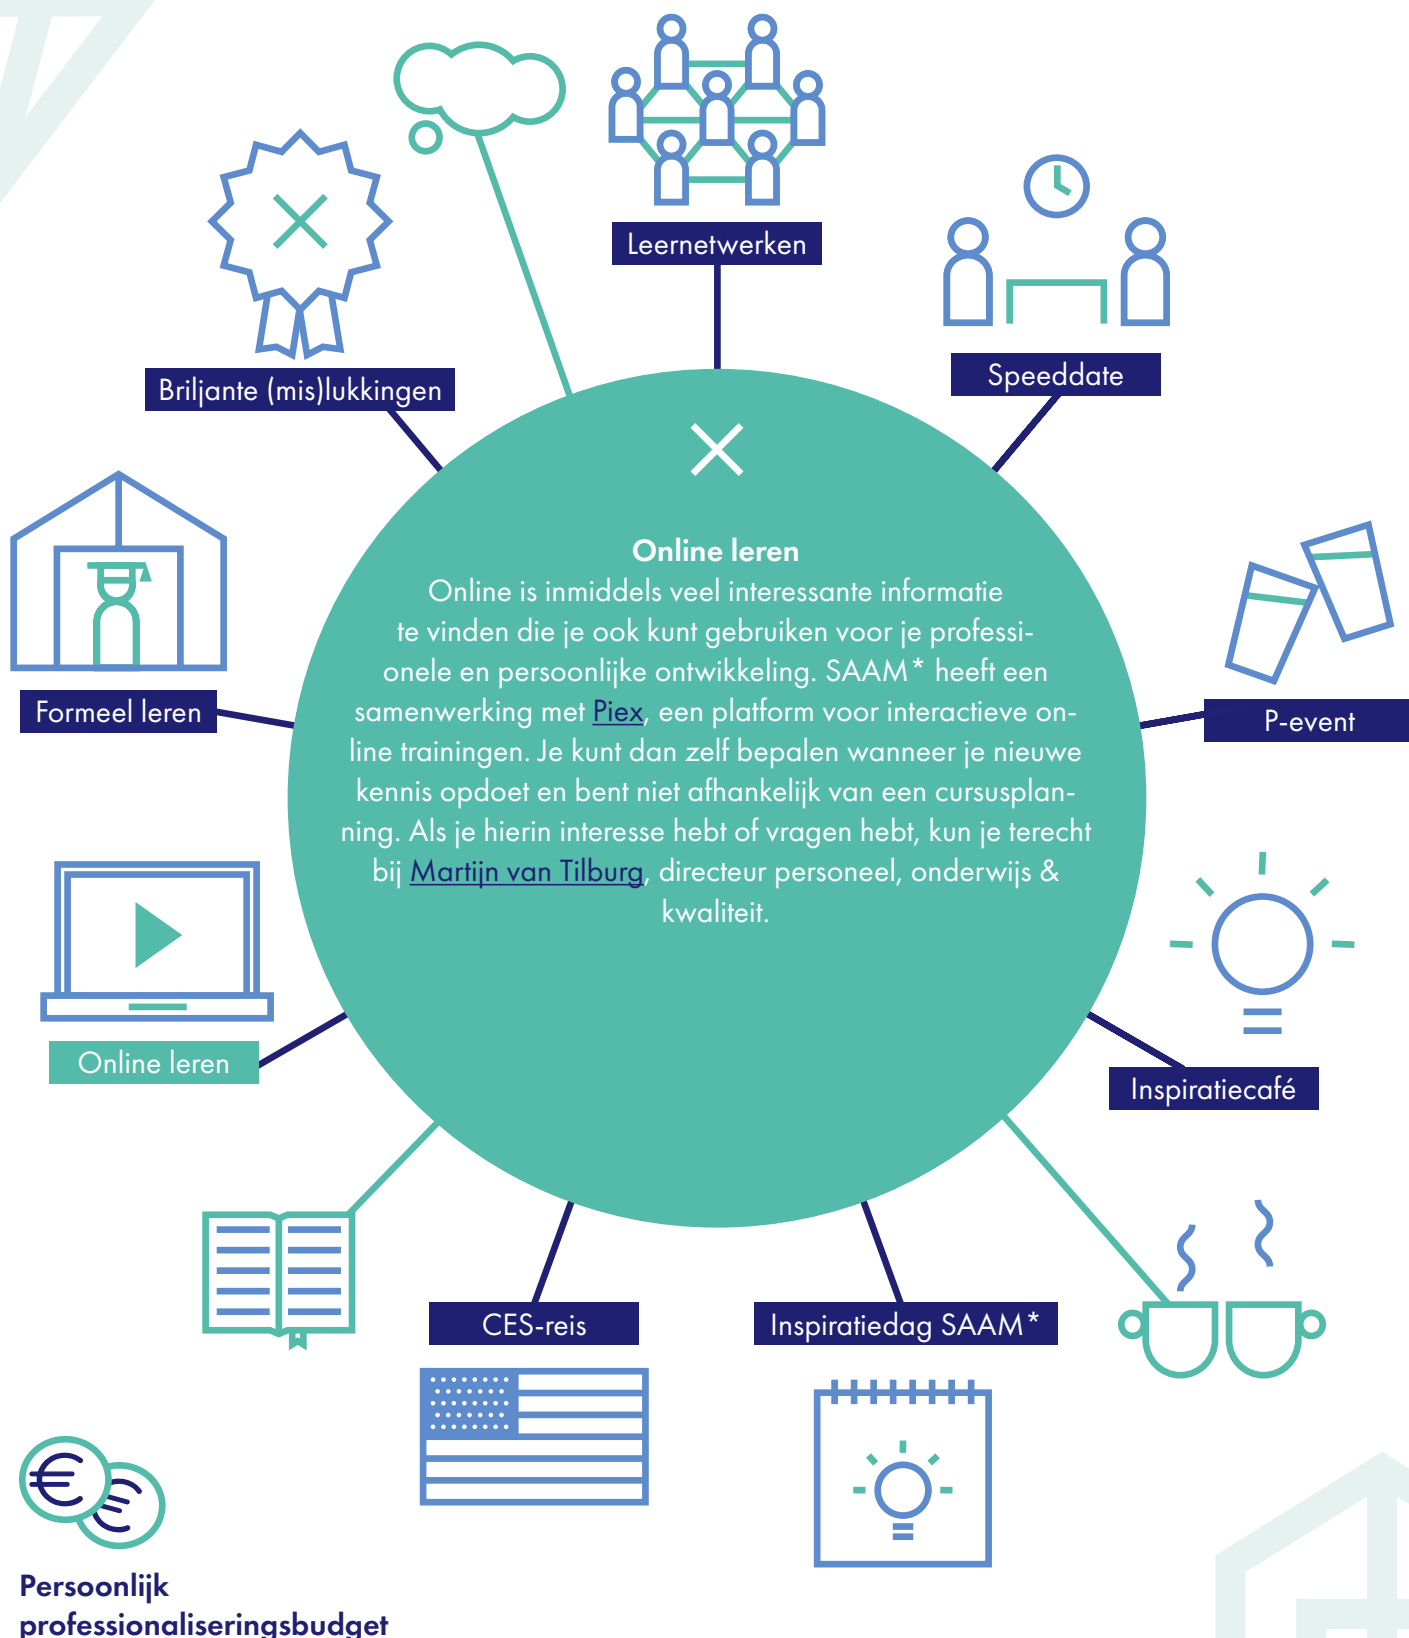 Leernetwerken
Speeddate
Briljante (mis)lukkingen
Online leren
Online is inmiddels veel interessante informatie
te vinden die je ook kunt gebruiken voor je professi-
onele en persoonlijke ontwikkeling. SAAM* heeft een
samenwerking met Piex, een platform voor interactieve on-
line trainingen. Je kunt dan zelf bepalen wanneer je nieuwe
kennis opdoet en bent niet afhankelijk van een cursusplan-
ning. Als je hierin interesse hebt of vragen hebt, kun je terecht
bij Martijn van Tilburg, directeur personeel, onderwijs &
kwaliteit.
Formeel leren
P-event
Online leren
Inspiratiecafé
CES-reis
Inspiratiedag SAAM*
Persoonlijk
professionaliseringsbudget